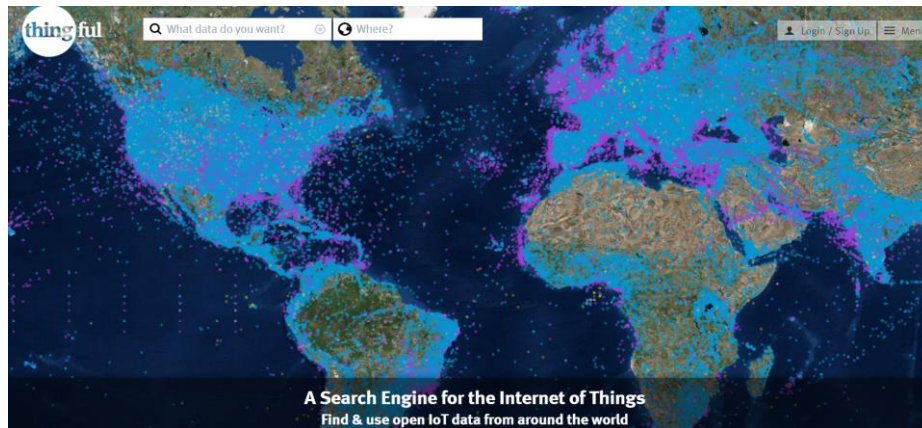 thingful
What data do you want?
Where?
Login / Sign Up
Men
A Search Engine for the Internet of Things
Find & use open IoT data from around the world